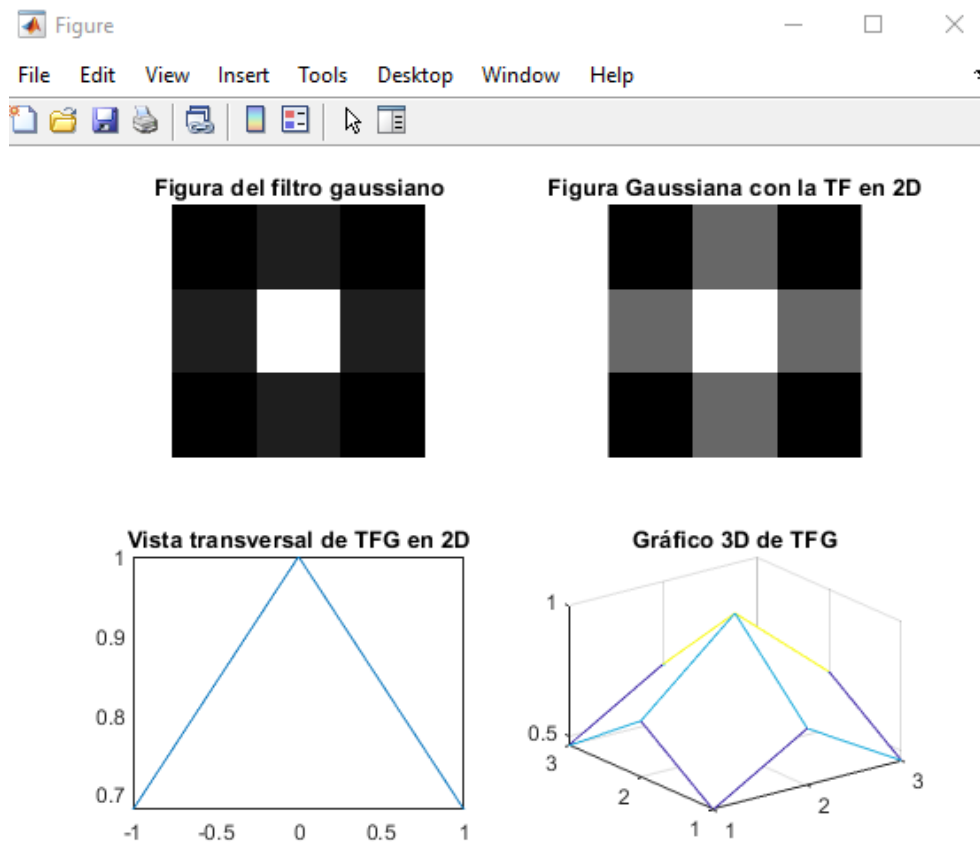 Figure
File Edit View Insert Tools Desktop Window Help
Figura del filtro gaussiano
Figura Gaussiana con la TF en 2D
Vista transversal de TFG en 2D
1
0.9
0.8
0.7
-1 -0.5 0 0.5 1
Gráfico 3D de TFG
1
0.5
3
2
1
1
2
3